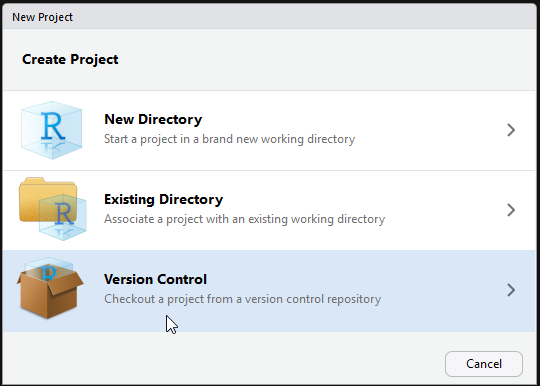 New Project
Create Project
New Directory
Start a project in a brand new working directory
Existing Directory
Associate a project with an existing working directory
Version Control
Checkout a project from a version control repository
Cancel